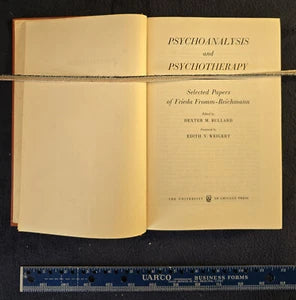 PSYCHOANALYSIS
and
PSYCHOTHERAPY
Selected Papers
of Frieda Fromm-Reichmann
Edited by
DEXTER M. BULLARD
Foreword by
EDITH V. WEIGERT
THE UNIVERSITY OF CHICAGO PRESS
UARCO BUSINESS FORMS